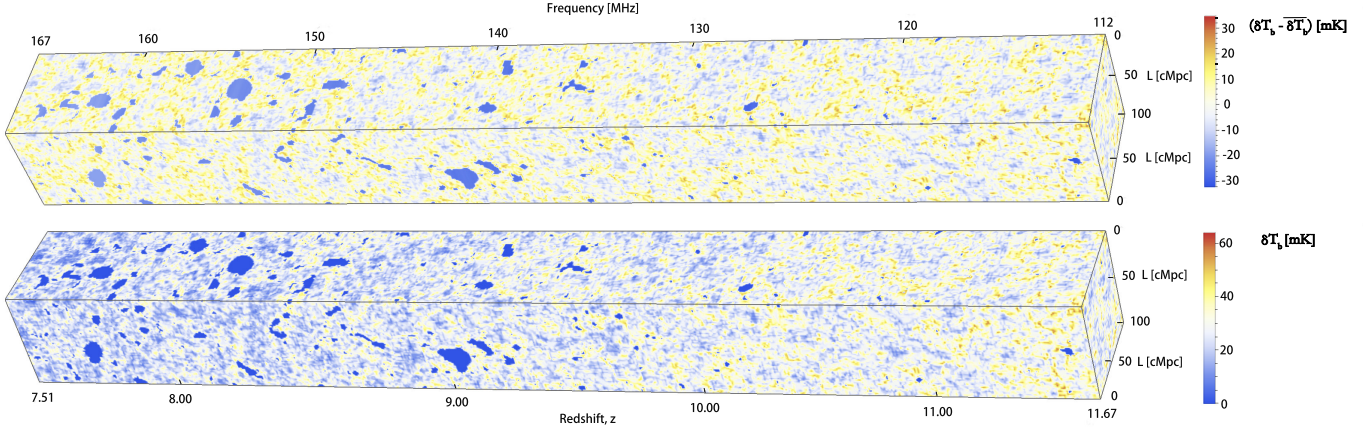 Frequency [MHz]
167 160 150 140 130 120 112
0
50 L [cMpc]
100
50 L [cMpc]
0
(δT_b - δT̅_b̅) [mK]
30
20
10
0
-10
-20
-30
0
50 L [cMpc]
100
50 L [cMpc]
0
δT_b [mK]
60
40
20
0
7.51 8.00 9.00 10.00 11.00 11.67
Redshift, z